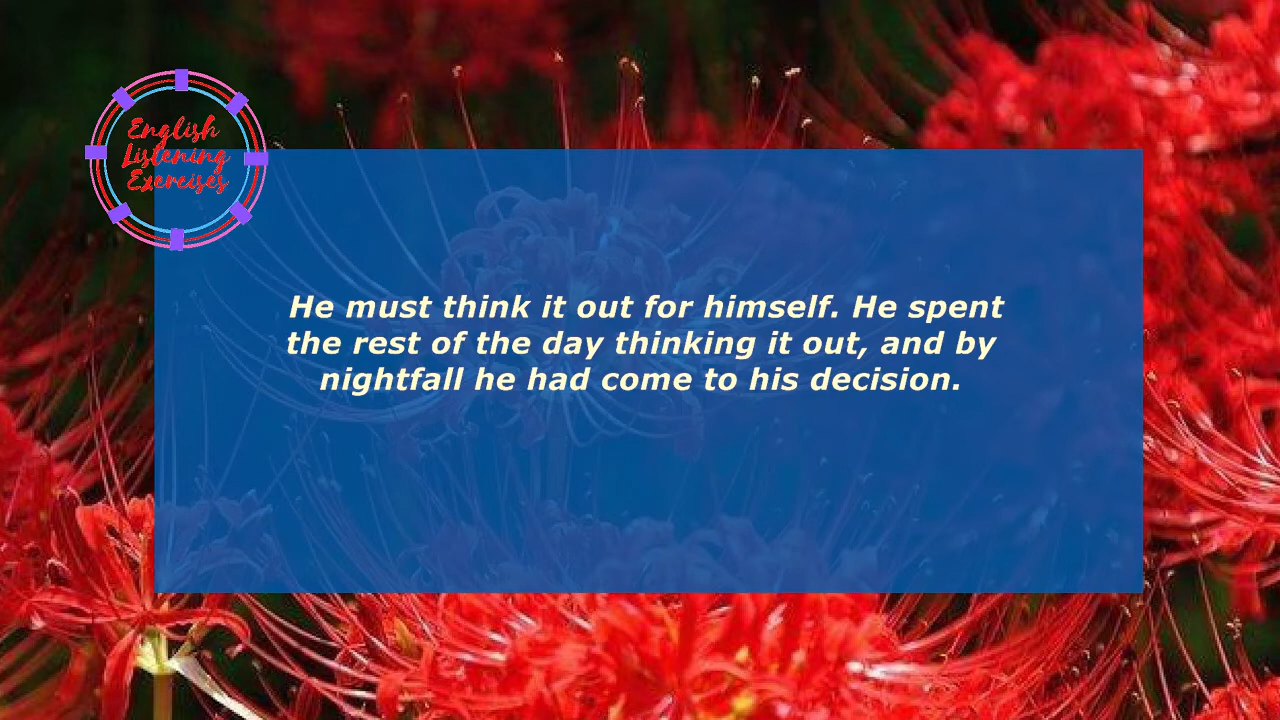 English
Listening
Exercises
He must think it out for himself. He spent
the rest of the day thinking it out, and by
nightfall he had come to his decision.